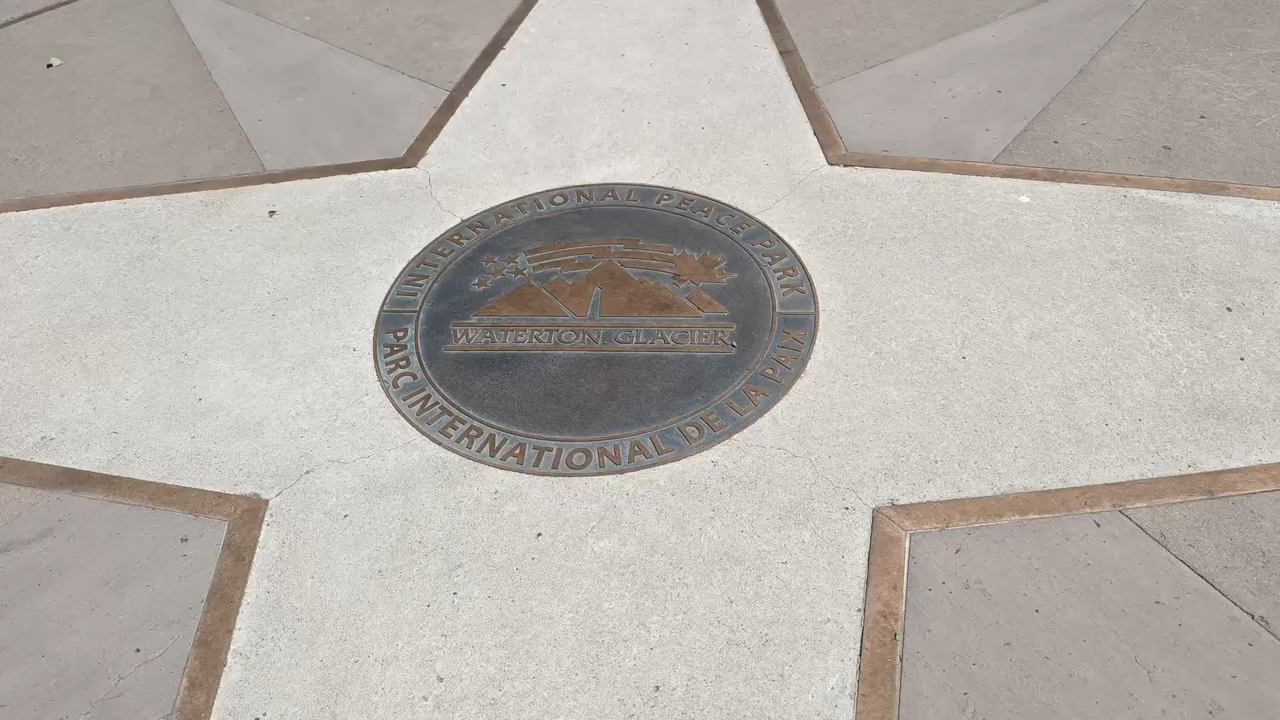 INTERNATIONAL PEACE PARK
WATERTON GLACIER
PARC INTERNATIONAL DE LA PAIX